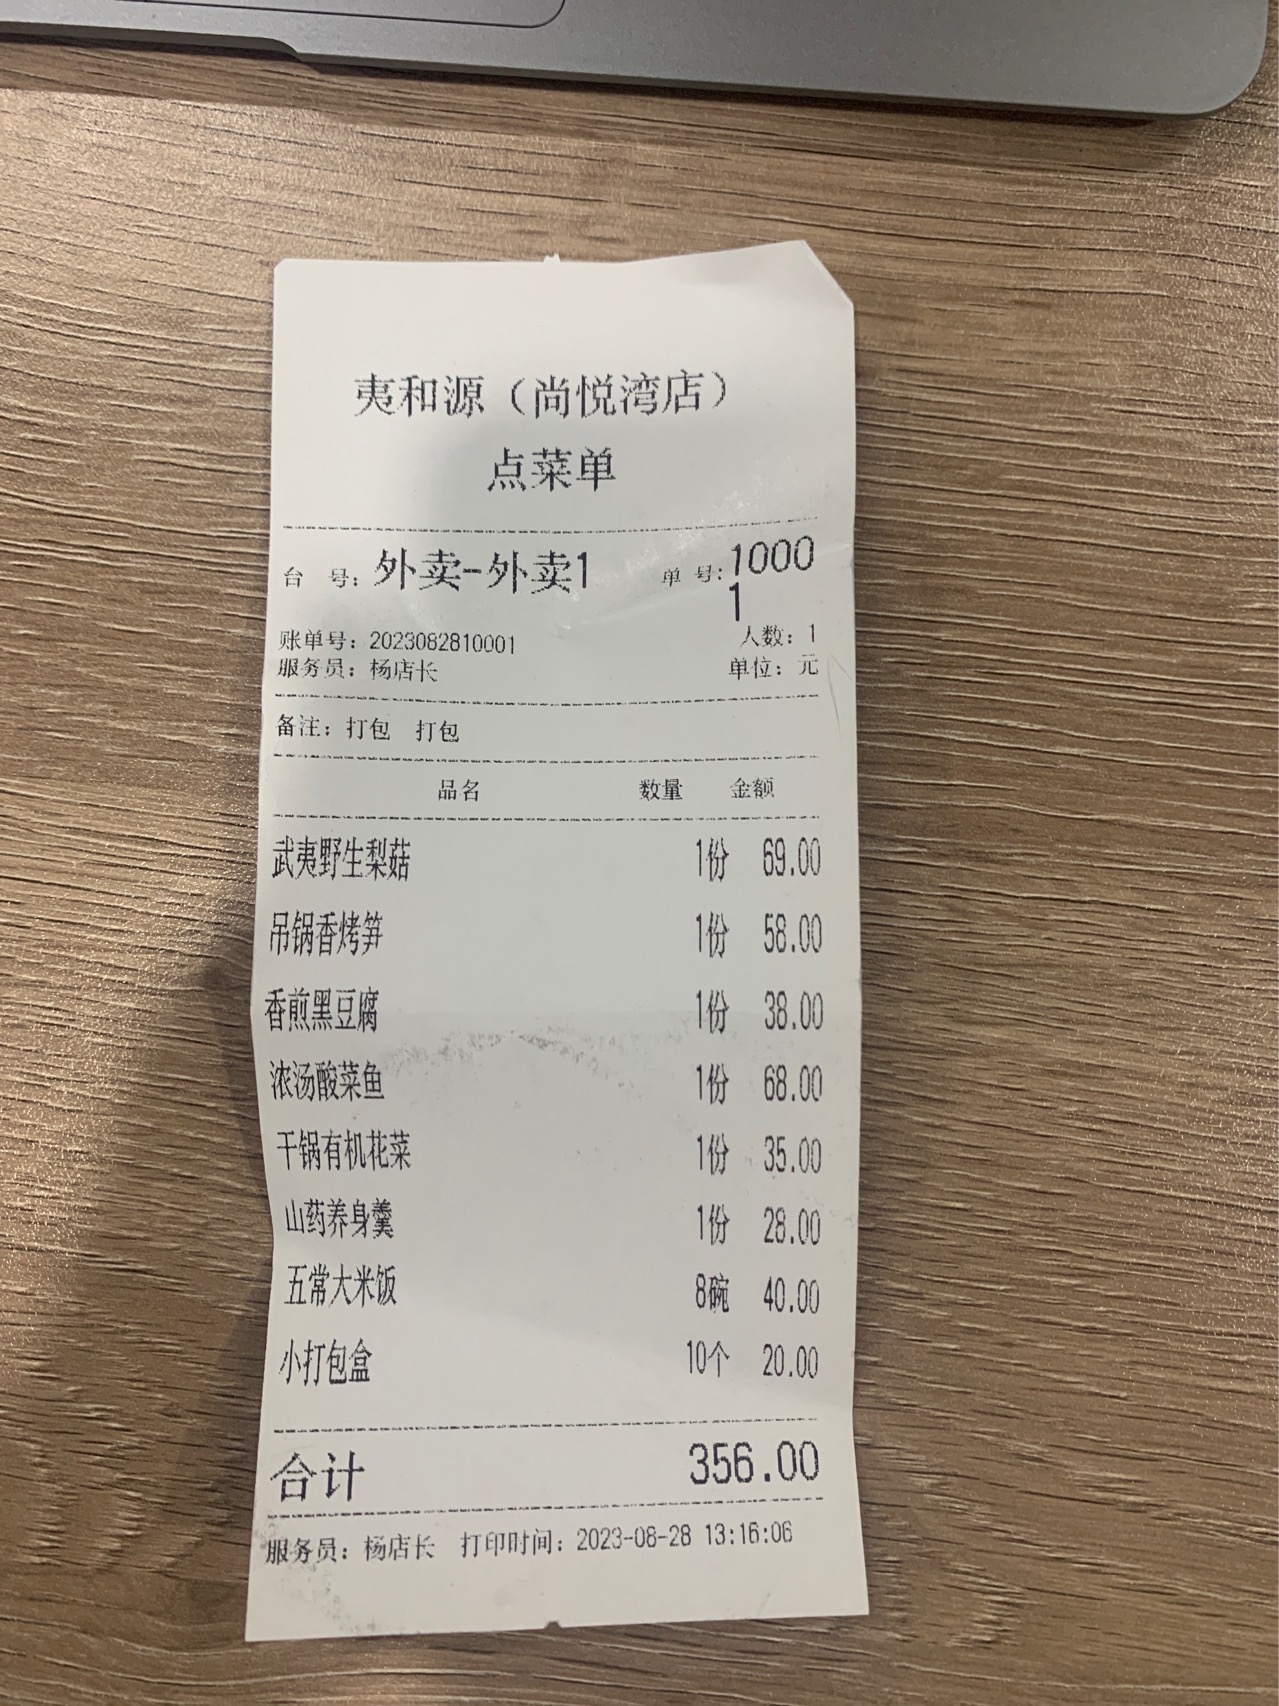 夷和源（尚悦湾店）
点菜单
台 号：外卖-外卖1 单 号：1000
1
账单号：2023082810001 人数：1
服务员：杨店长 单位：元
备注：打包 打包
品名 数量 金额
武夷野生梨菇 1份 69.00
吊锅香烤笋 1份 58.00
香煎黑豆腐 1份 38.00
浓汤酸菜鱼 1份 68.00
干锅有机花菜 1份 35.00
山药养身羹 1份 28.00
五常大米饭 8碗 40.00
小打包盒 10个 20.00
合计 356.00
服务员：杨店长 打印时间：2023-08-28 13:16:06